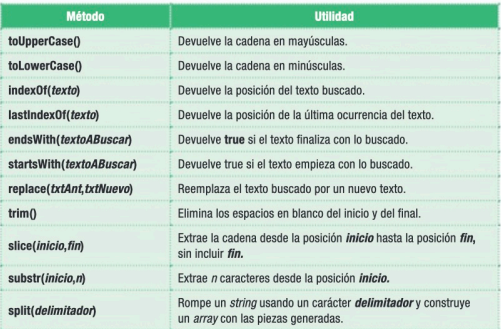 Método Utilidad
toUpperCase() Devuelve la cadena en mayúsculas.
toLowerCase() Devuelve la cadena en minúsculas.
indexOf(texto) Devuelve la posición del texto buscado.
lastIndexOf(texto) Devuelve la posición de la última ocurrencia del texto.
endsWith(textoABuscar) Devuelve true si el texto finaliza con lo buscado.
startsWith(textoABuscar) Devuelve true si el texto empieza con lo buscado.
replace(txtAnt,txtNuevo) Reemplaza el texto buscado por un nuevo texto.
trim() Elimina los espacios en blanco del inicio y del final.
slice(inicio,fin) Extrae la cadena desde la posición inicio hasta la posición fin,
sin incluir fin.
substr(inicio,n) Extrae n caracteres desde la posición inicio.
split(delimitador) Rompe un string usando un carácter delimitador y construye
un array con las piezas generadas.